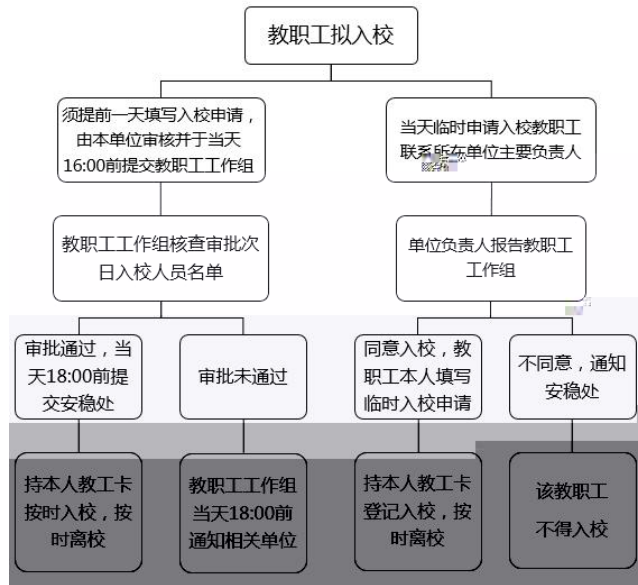 教职工拟入校
须提前一天填写入校申请，
由本单位审核并于当天
16:00前提交教职工工作组
当天临时申请入校教职工
联系所在单位主要负责人
教职工工作组核查审批次
日入校人员名单
单位负责人报告教职工
工作组
审批通过，当
天18:00前提
交安稳处
审批未通过
同意入校，教
职工本人填写
临时入校申请
不同意，通知
安稳处
持本人教工卡
按时入校，按
时离校
教职工工作组
当天18:00前
通知相关单位
持本人教工卡
登记入校，按
时离校
该教职工
不得入校